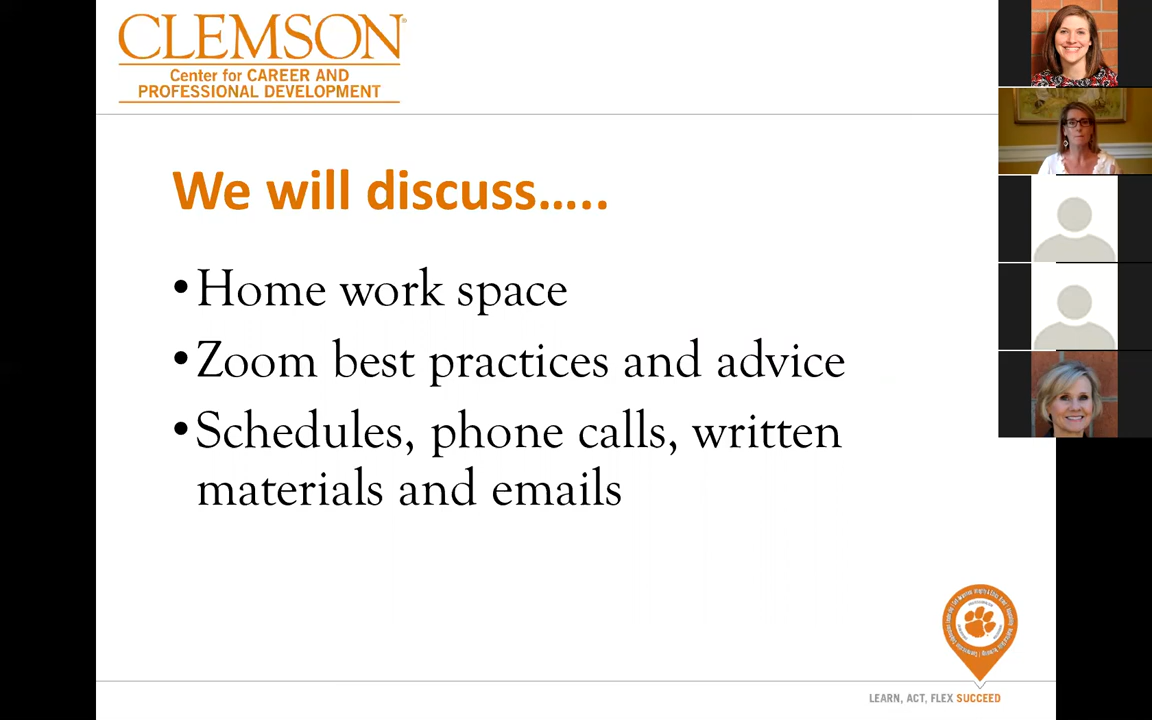 CLEMSON®
Center for CAREER AND
PROFESSIONAL DEVELOPMENT
We will discuss…..
•Home work space
•Zoom best practices and advice
•Schedules, phone calls, written
materials and emails
LEARN, ACT, FLEX SUCCEED